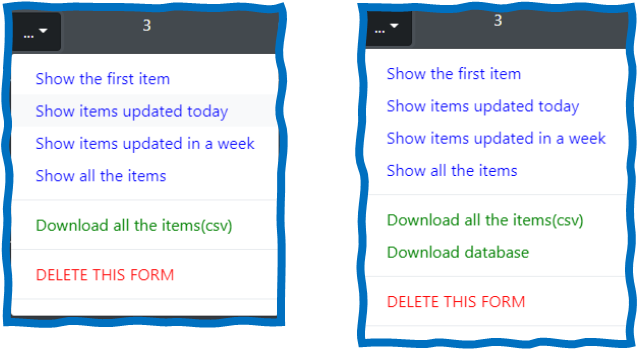 ... 3
Show the first item
Show items updated today
Show items updated in a week
Show all the items
Download all the items(csv)
DELETE THIS FORM
... 3
Show the first item
Show items updated today
Show items updated in a week
Show all the items
Download all the items(csv)
Download database
DELETE THIS FORM